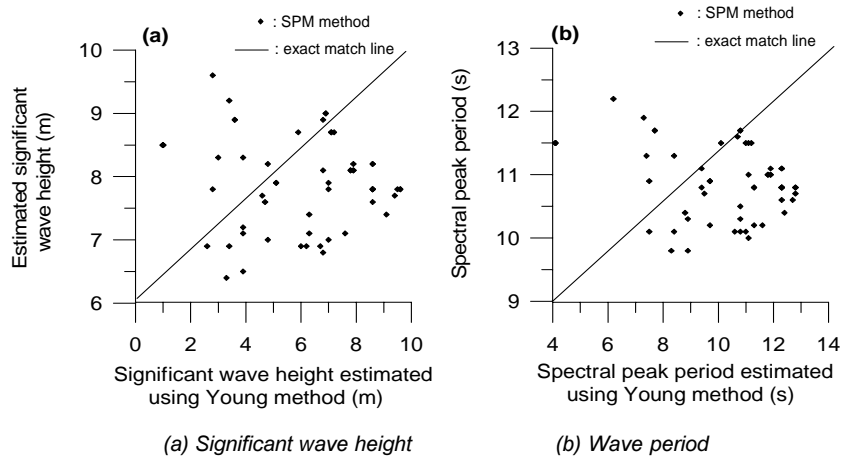 (a)
: SPM method
: exact match line
10
9
8
7
6
0 2 4 6 8 10
Estimated significant
wave height (m)
Significant wave height estimated
using Young method (m)
(b)
: SPM method
: exact match line
13
12
11
10
9
4 6 8 10 12 14
Spectral peak period (s)
Spectral peak period estimated
using Young method (s)
(a) Significant wave height
(b) Wave period